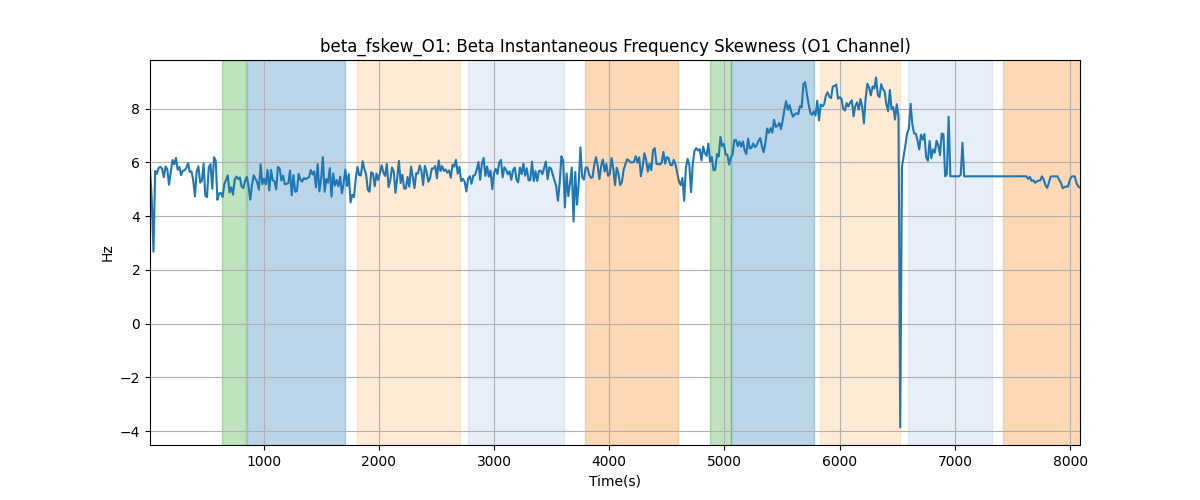 beta_fskew_O1: Beta Instantaneous Frequency Skewness (O1 Channel)
8
6
4
2
0
−2
−4
Hz
1000 2000 3000 4000 5000 6000 7000 8000
Time(s)